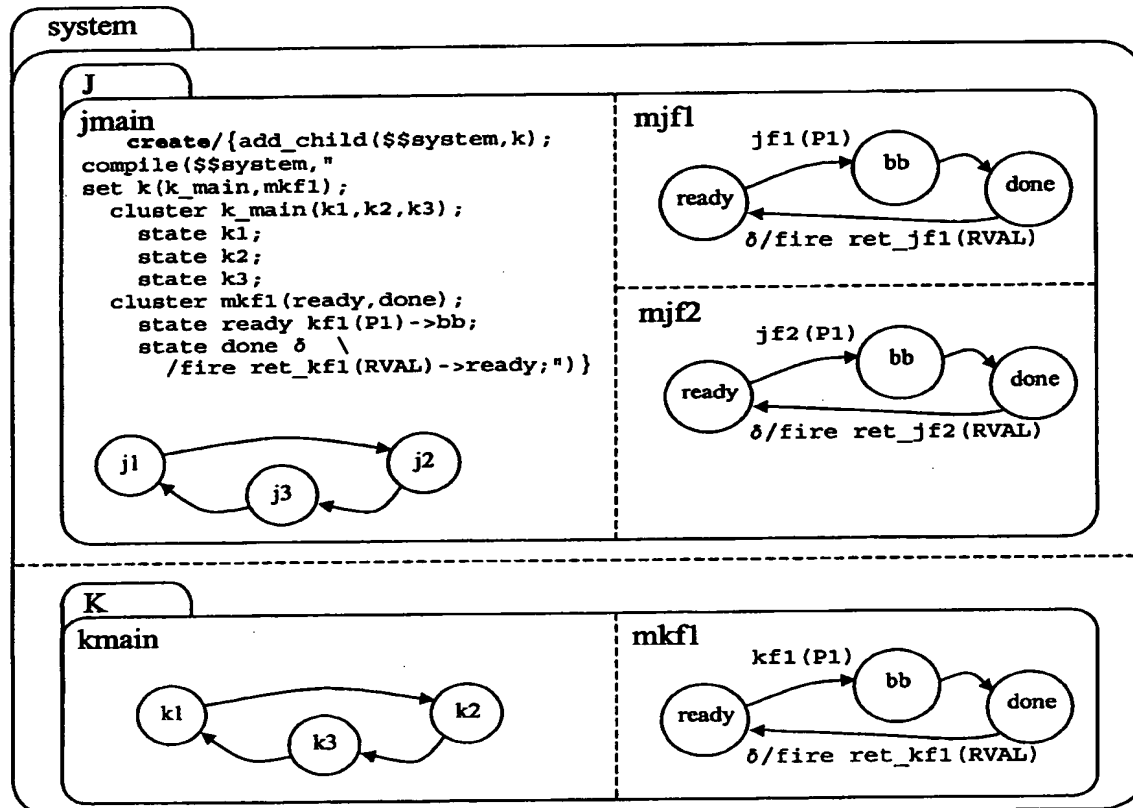 system
J
jmain
create/{add_child($$system,k);
compile($$system,"
set k(k_main,mkf1);
cluster k_main(k1,k2,k3);
state k1;
state k2;
state k3;
cluster mkf1(ready,done);
state ready kf1(P1)->bb;
state done δ \
/fire ret_kf1(RVAL)->ready;")}
j1
j2
j3
mjf1
jf1(P1)
bb
ready
done
δ/fire ret_jf1(RVAL)
mjf2
jf2(P1)
bb
ready
done
δ/fire ret_jf2(RVAL)
K
kmain
k1
k2
k3
mkf1
kf1(P1)
bb
ready
done
δ/fire ret_kf1(RVAL)